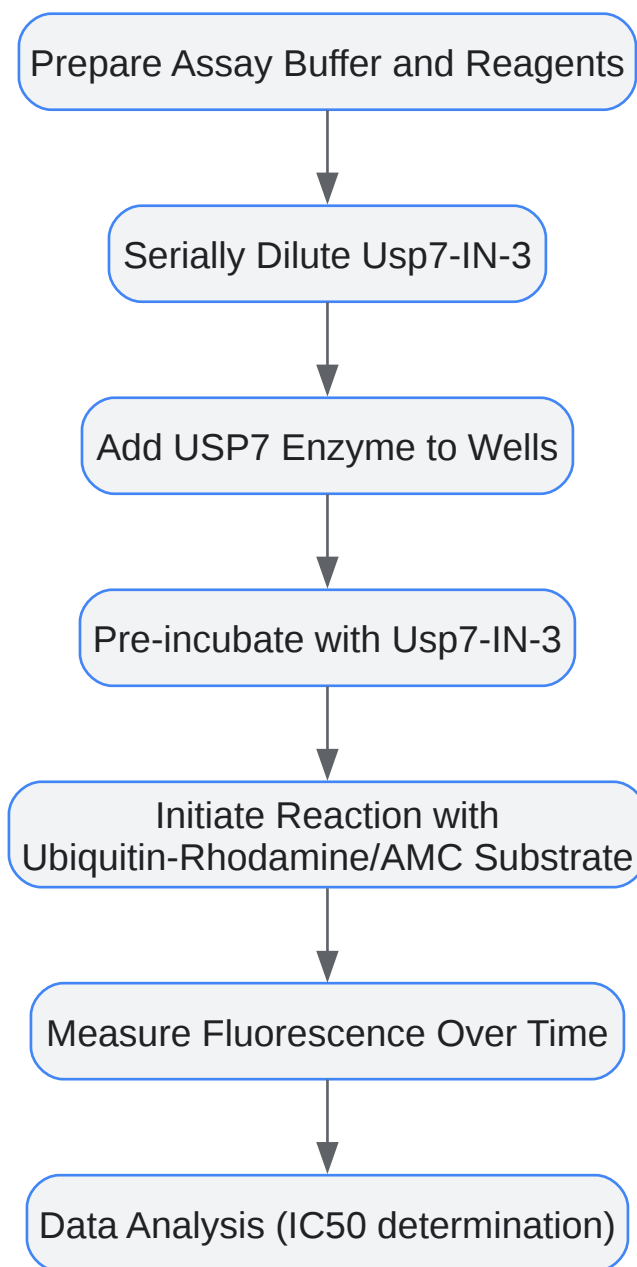 Prepare Assay Buffer and Reagents
Serially Dilute Usp7-IN-3
Add USP7 Enzyme to Wells
Pre-incubate with Usp7-IN-3
Initiate Reaction with
Ubiquitin-Rhodamine/AMC Substrate
Measure Fluorescence Over Time
Data Analysis (IC50 determination)